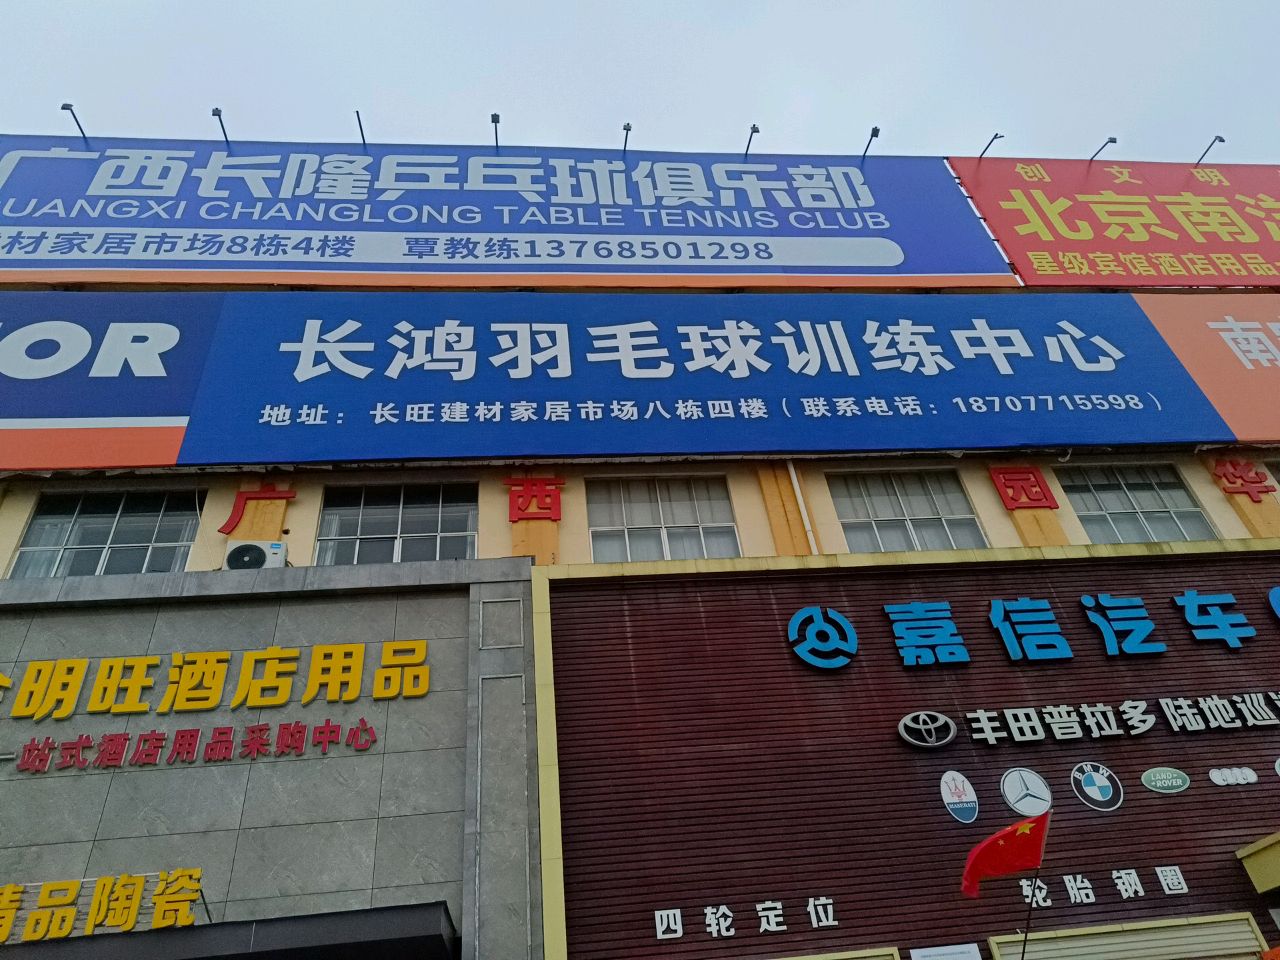 广西长隆乒乓球俱乐部
GUANGXI CHANGLONG TABLE TENNIS CLUB
材家居市场8栋4楼 覃教练13768501298
创文明
北京南
星级宾馆酒店用品
OR
长鸿羽毛球训练中心
地址：长旺建材家居市场八栋四楼（联系电话：18707715598）
南
广西园华
嘉信汽车
明旺酒店用品
一站式酒店用品采购中心
丰田普拉多 陆地巡
MASERATI
BMW
LAND ROVER
精品陶瓷
四轮定位
轮胎钢圈